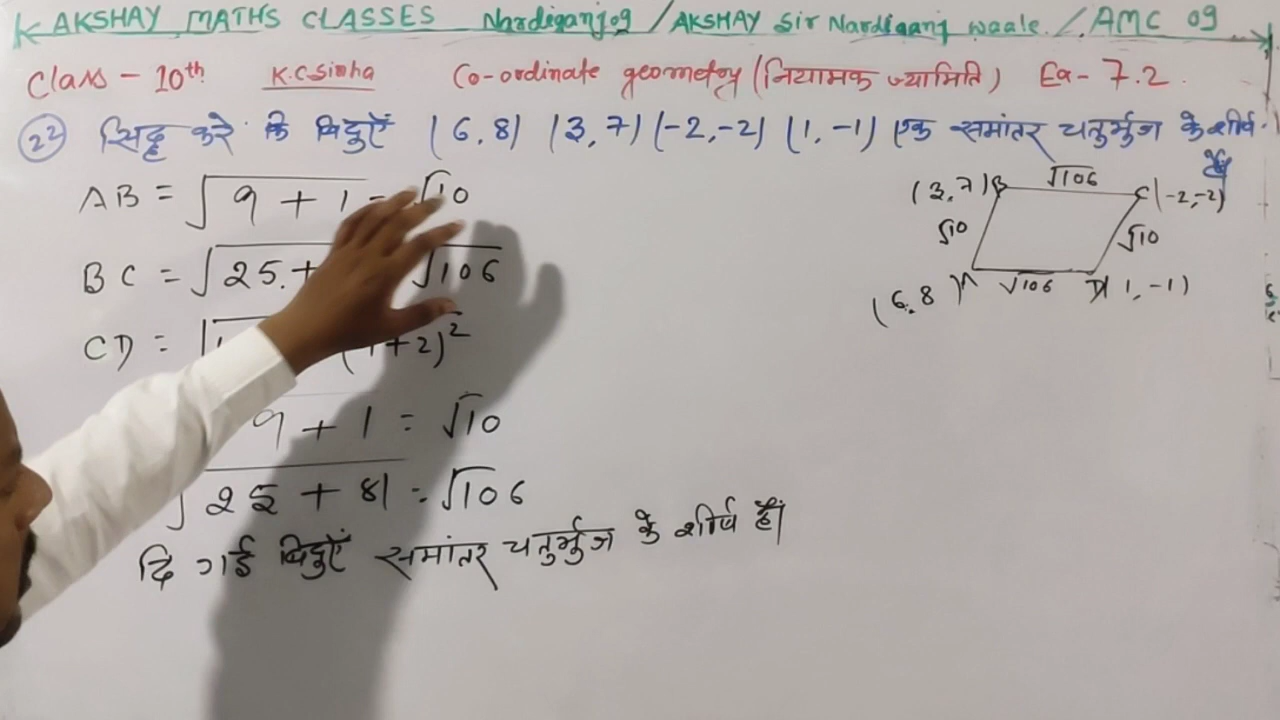 AKSHAY MATHS CLASSES Nardiganj 09 / AKSHAY Sir Nardiganj waale. / AMC 09
Class - 10th K.C.Sinha Co-ordinate geometry (नियामक ज्यामिति) Ex- 7.2.
22 सिद्ध करे कि बिंदुएँ (6,8) (3,7) (-2,-2) (1,-1) एक समांतर चतुर्भुज के शीर्ष
हैं
AB = √9 + 1 = √10
BC = √25 + √106
CD = (1+2)²
9 + 1 = √10
√25 + 81 = √106
दि गई बिंदुएँ समांतर चतुर्भुज के शीर्ष हैं।
(3,7) B √106 C (-2,-2)
√10 √10
(6,8) A √106 D (1,-1)